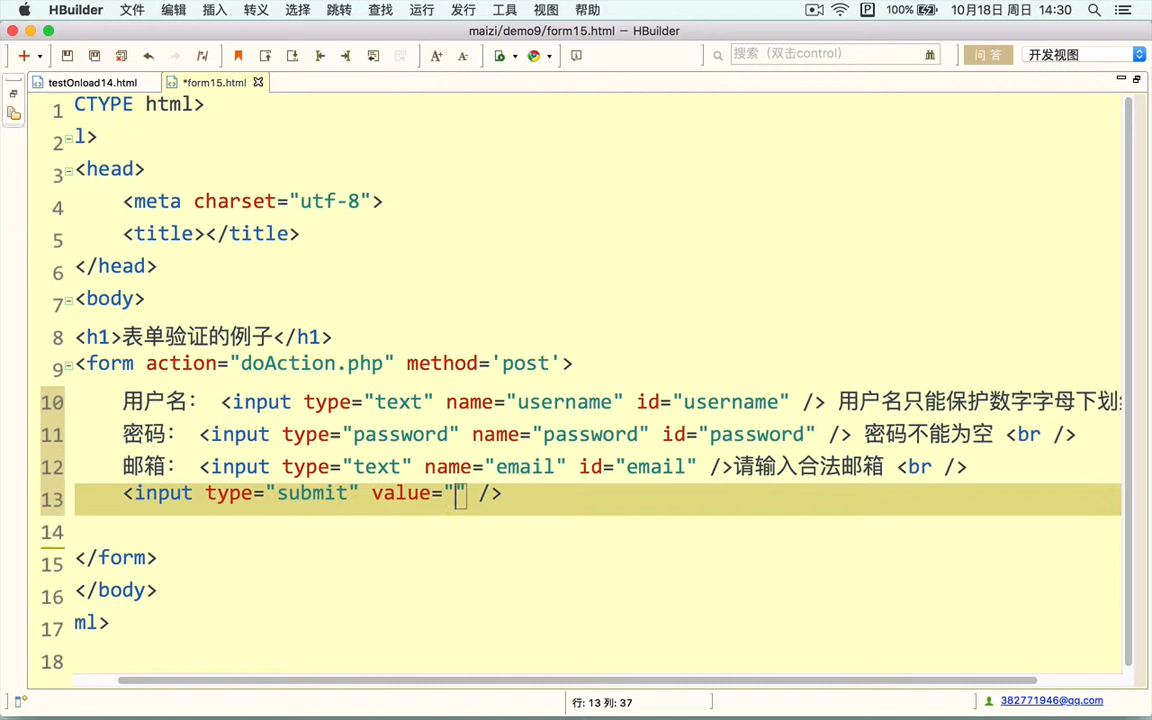 HBuilder 文件 编辑 插入 转义 选择 跳转 查找 运行 发行 工具 视图 帮助 100% 10月18日 周日 14:30
maizi/demo9/form15.html — HBuilder
搜索（双击control） 问 答 开发视图
testOnload14.html *form15.html
1 CTYPE html>
2 l>
3 <head>
4 <meta charset="utf-8">
5 <title></title>
6 </head>
7 <body>
8 <h1>表单验证的例子</h1>
9 <form action="doAction.php" method='post'>
10 用户名： <input type="text" name="username" id="username" /> 用户名只能保护数字字母下划
11 密码： <input type="password" name="password" id="password" /> 密码不能为空 <br />
12 邮箱： <input type="text" name="email" id="email" />请输入合法邮箱 <br />
13 <input type="submit" value="" />
14
15 </form>
16 </body>
17 ml>
18
行: 13 列: 37 382771946@qq.com